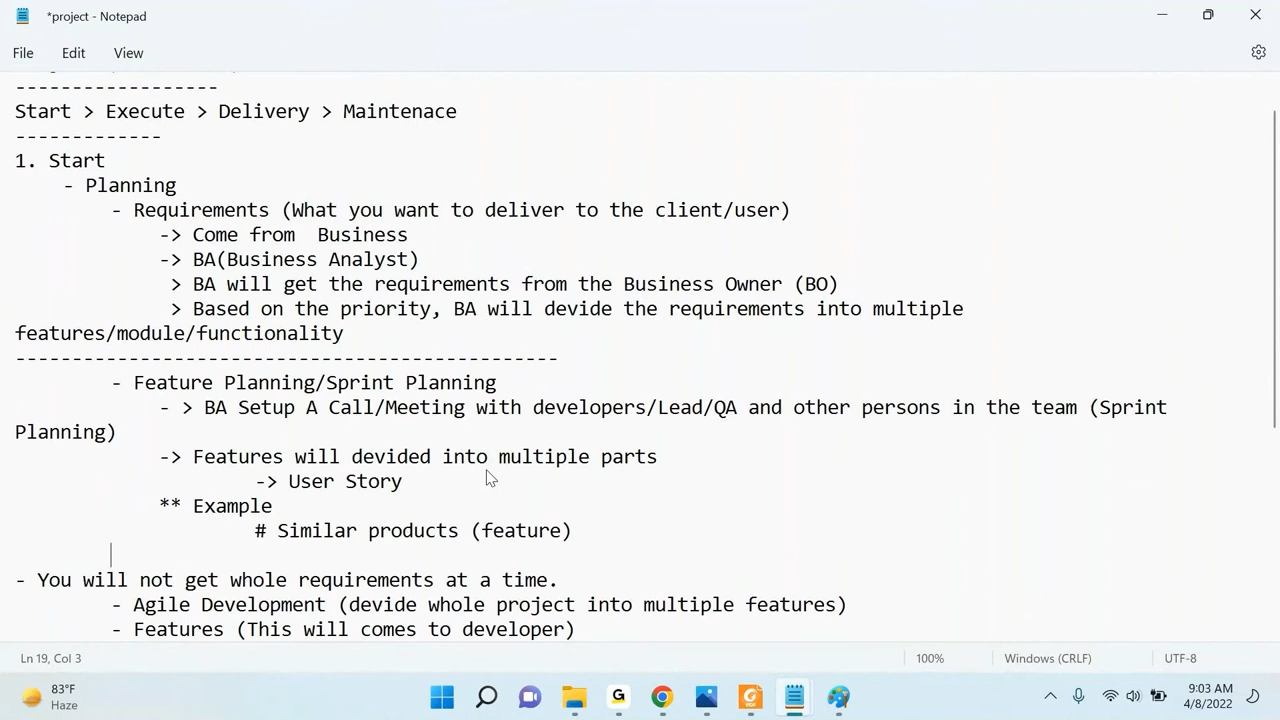 *project - Notepad
File Edit View
------------------
Start > Execute > Delivery > Maintenace
-------------
1. Start
- Planning
- Requirements (What you want to deliver to the client/user)
-> Come from  Business
-> BA(Business Analyst)
> BA will get the requirements from the Business Owner (BO)
> Based on the priority, BA will devide the requirements into multiple
features/module/functionality
------------------------------------------------
- Feature Planning/Sprint Planning
- > BA Setup A Call/Meeting with developers/Lead/QA and other persons in the team (Sprint
Planning)
-> Features will devided into multiple parts
-> User Story
** Example
# Similar products (feature)
- You will not get whole requirements at a time.
- Agile Development (devide whole project into multiple features)
- Features (This will comes to developer)
Ln 19, Col 3 100% Windows (CRLF) UTF-8
83°F
Haze
G
PDF
9:03 AM
4/8/2022